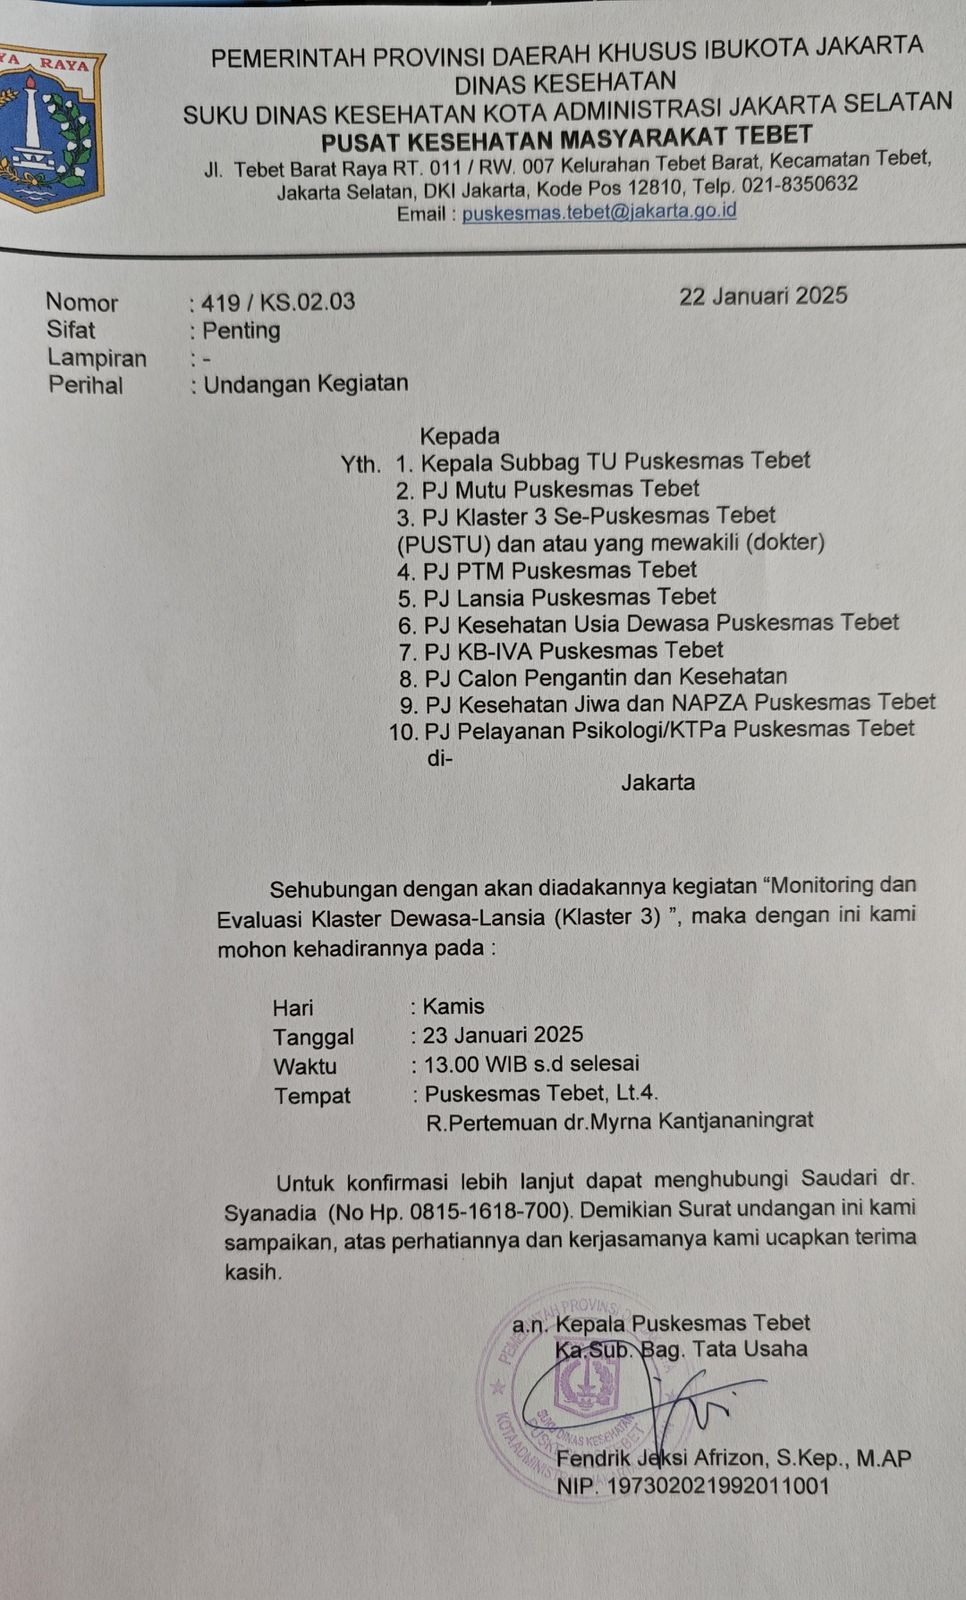 YA RAYA
PEMERINTAH PROVINSI DAERAH KHUSUS IBUKOTA JAKARTA
DINAS KESEHATAN
SUKU DINAS KESEHATAN KOTA ADMINISTRASI JAKARTA SELATAN
PUSAT KESEHATAN MASYARAKAT TEBET
Jl. Tebet Barat Raya RT. 011 / RW. 007 Kelurahan Tebet Barat, Kecamatan Tebet,
Jakarta Selatan, DKI Jakarta, Kode Pos 12810, Telp. 021-8350632
Email : puskesmas.tebet@jakarta.go.id
Nomor : 419 / KS.02.03 22 Januari 2025
Sifat : Penting
Lampiran : -
Perihal : Undangan Kegiatan
Kepada
Yth. 1. Kepala Subbag TU Puskesmas Tebet
2. PJ Mutu Puskesmas Tebet
3. PJ Klaster 3 Se-Puskesmas Tebet
(PUSTU) dan atau yang mewakili (dokter)
4. PJ PTM Puskesmas Tebet
5. PJ Lansia Puskesmas Tebet
6. PJ Kesehatan Usia Dewasa Puskesmas Tebet
7. PJ KB-IVA Puskesmas Tebet
8. PJ Calon Pengantin dan Kesehatan
9. PJ Kesehatan Jiwa dan NAPZA Puskesmas Tebet
10. PJ Pelayanan Psikologi/KTPa Puskesmas Tebet
di-
Jakarta
Sehubungan dengan akan diadakannya kegiatan “Monitoring dan
Evaluasi Klaster Dewasa-Lansia (Klaster 3) ”, maka dengan ini kami
mohon kehadirannya pada :
Hari : Kamis
Tanggal : 23 Januari 2025
Waktu : 13.00 WIB s.d selesai
Tempat : Puskesmas Tebet, Lt.4.
R.Pertemuan dr.Myrna Kantjananingrat
Untuk konfirmasi lebih lanjut dapat menghubungi Saudari dr.
Syanadia (No Hp. 0815-1618-700). Demikian Surat undangan ini kami
sampaikan, atas perhatiannya dan kerjasamanya kami ucapkan terima
kasih.
a.n. Kepala Puskesmas Tebet
Ka.Sub. Bag. Tata Usaha
SUKU DINAS KESEHATAN
Fendrik Jeksi Afrizon, S.Kep., M.AP
NIP. 197302021992011001